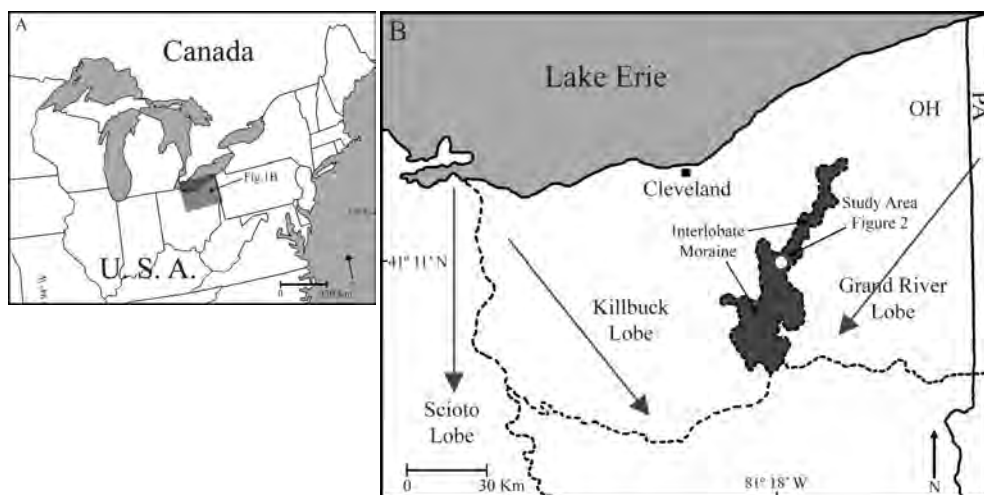 A
Canada
Fig.1B
U. S. A.
0
B
Lake Erie
PA
OH
Cleveland
Interlobate
Moraine
Study Area
Figure 2
41° 11' N
Killbuck
Lobe
Grand River
Lobe
Scioto
Lobe
0 30 Km
81° 18' W
N